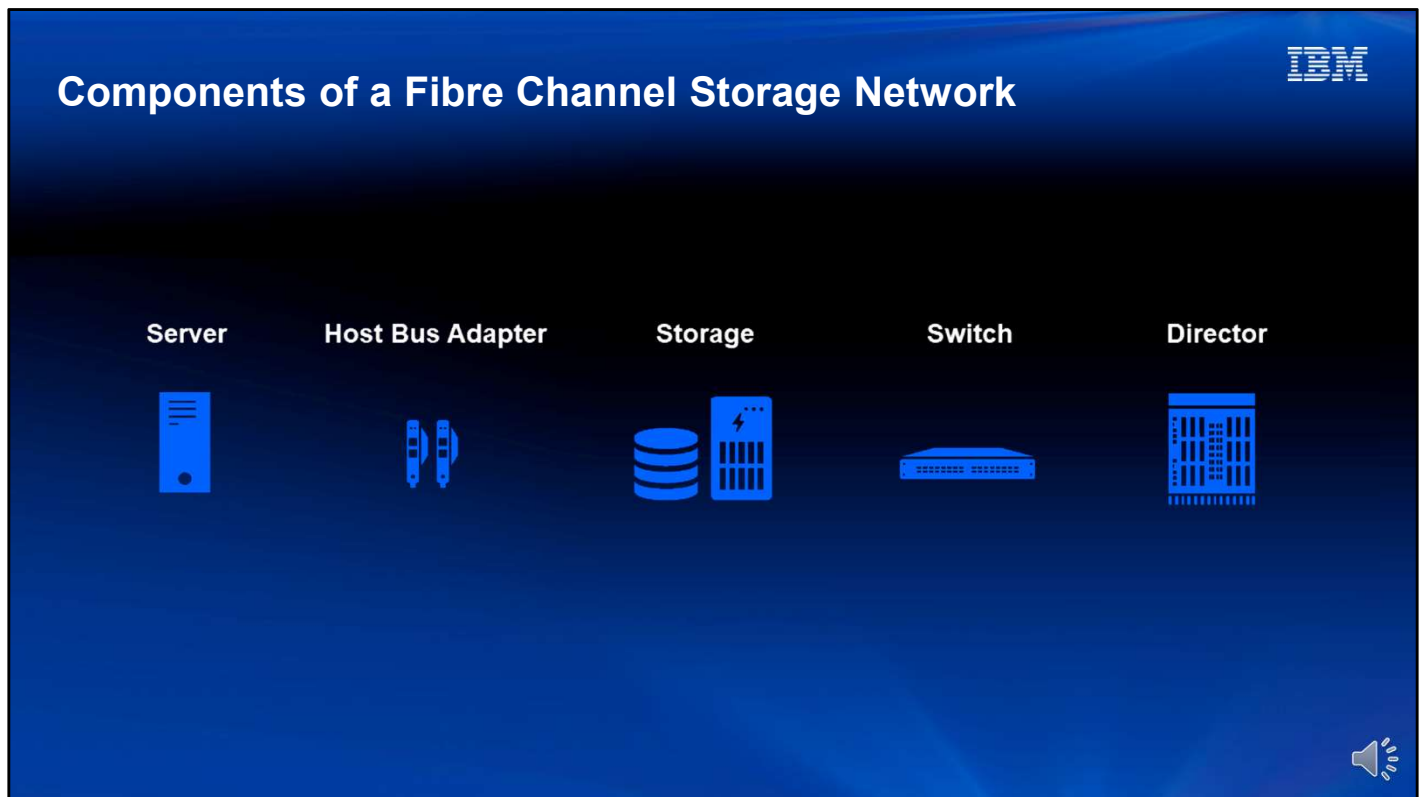 IBM
Components of a Fibre Channel Storage Network
Server Host Bus Adapter Storage Switch Director